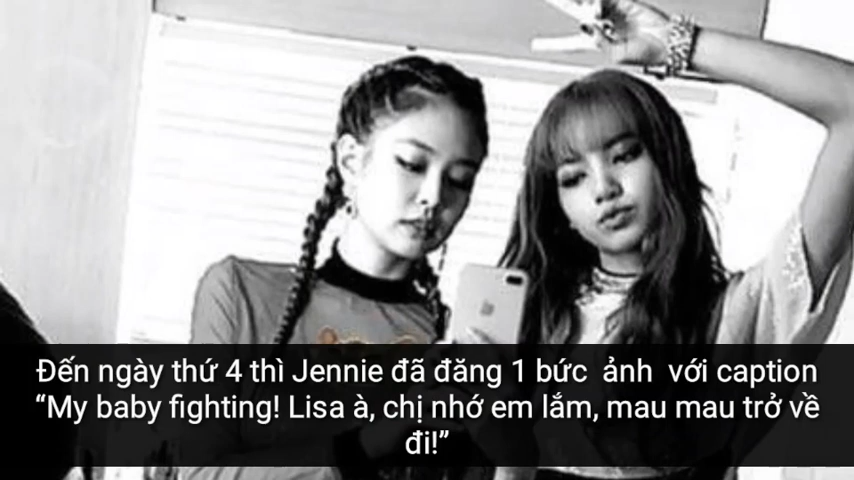 Đến ngày thứ 4 thì Jennie đã đăng 1 bức ảnh với caption
“My baby fighting! Lisa à, chị nhớ em lắm, mau mau trở về
đi!”